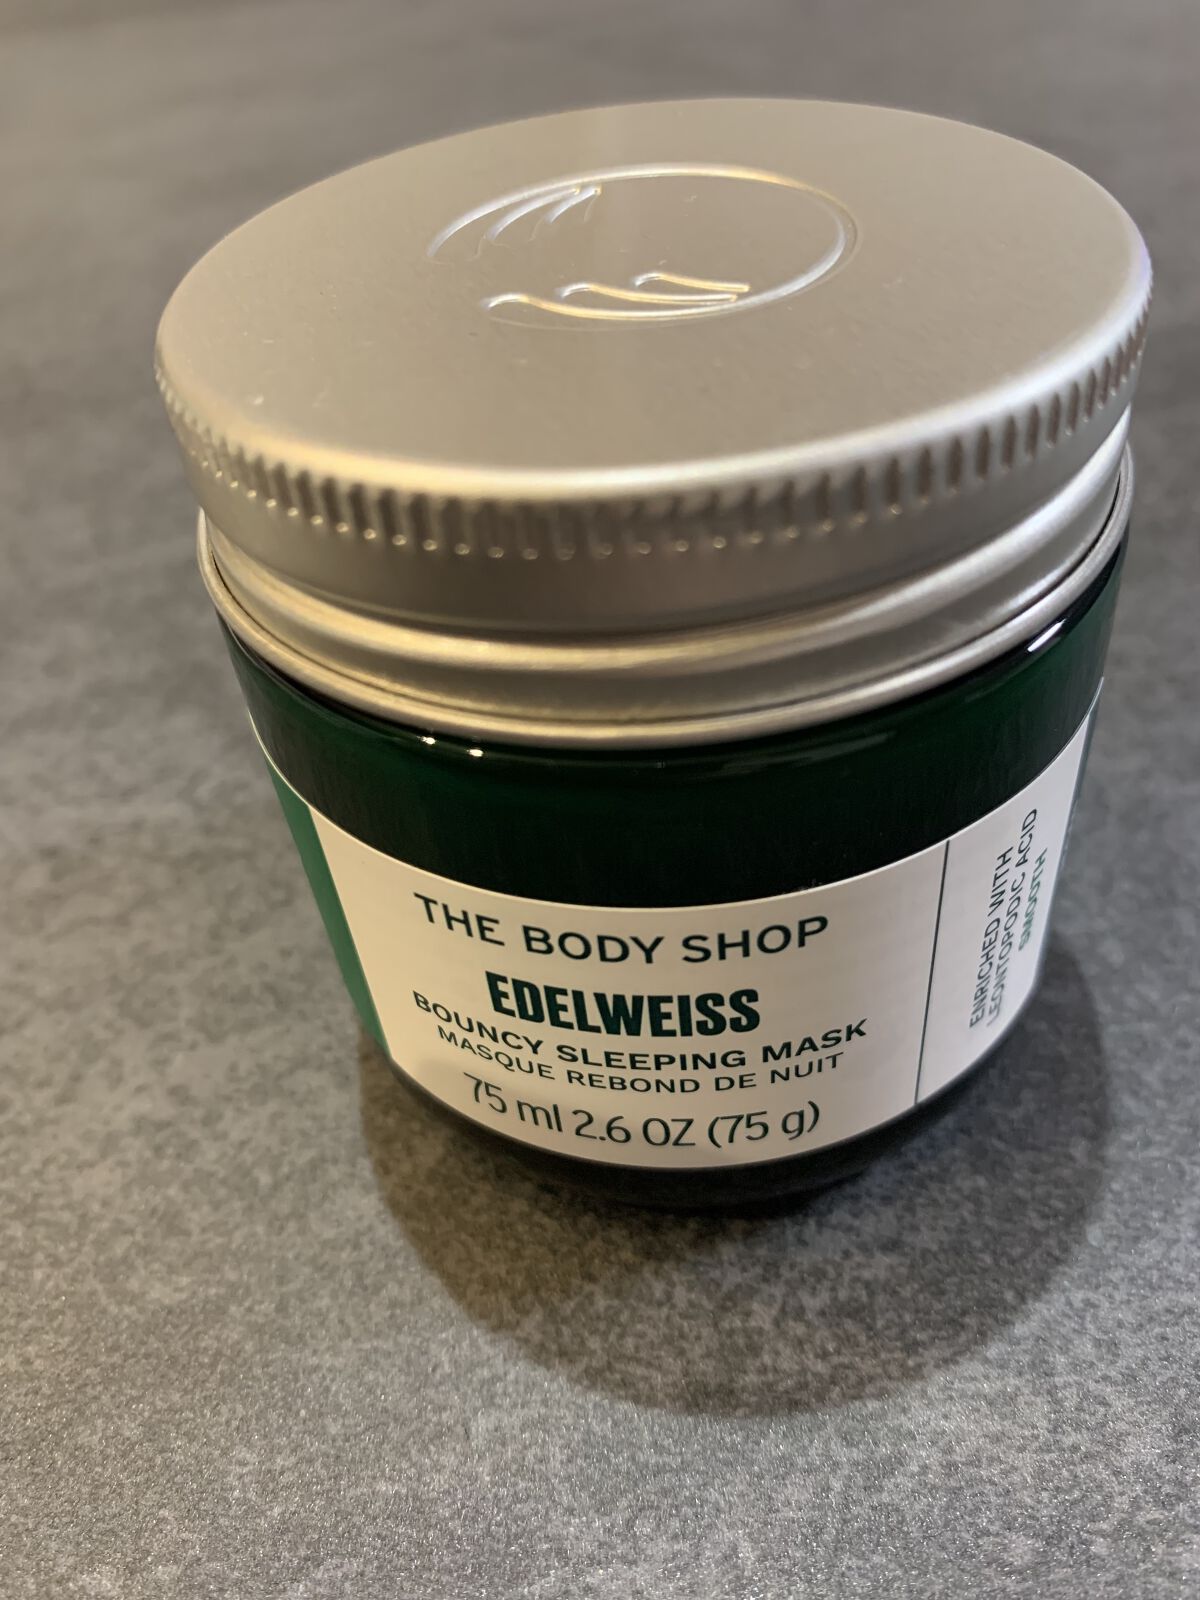 THE BODY SHOP
EDELWEISS
BOUNCY SLEEPING MASK
MASQUE REBOND DE NUIT
75 ml 2.6 OZ (75 g)
ENRICHED WITH
LEONTOPODIC ACID
SMOOTH